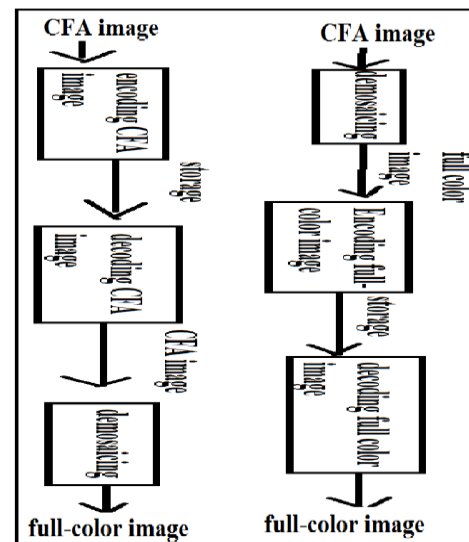 CFA image
encoding CFA
image
storage
decoding CFA
image
CFA image
demosaicing
full-color image
CFA image
demosaicing
full color
image
Encoding full-
color image
storage
decoding full color
image
full-color image